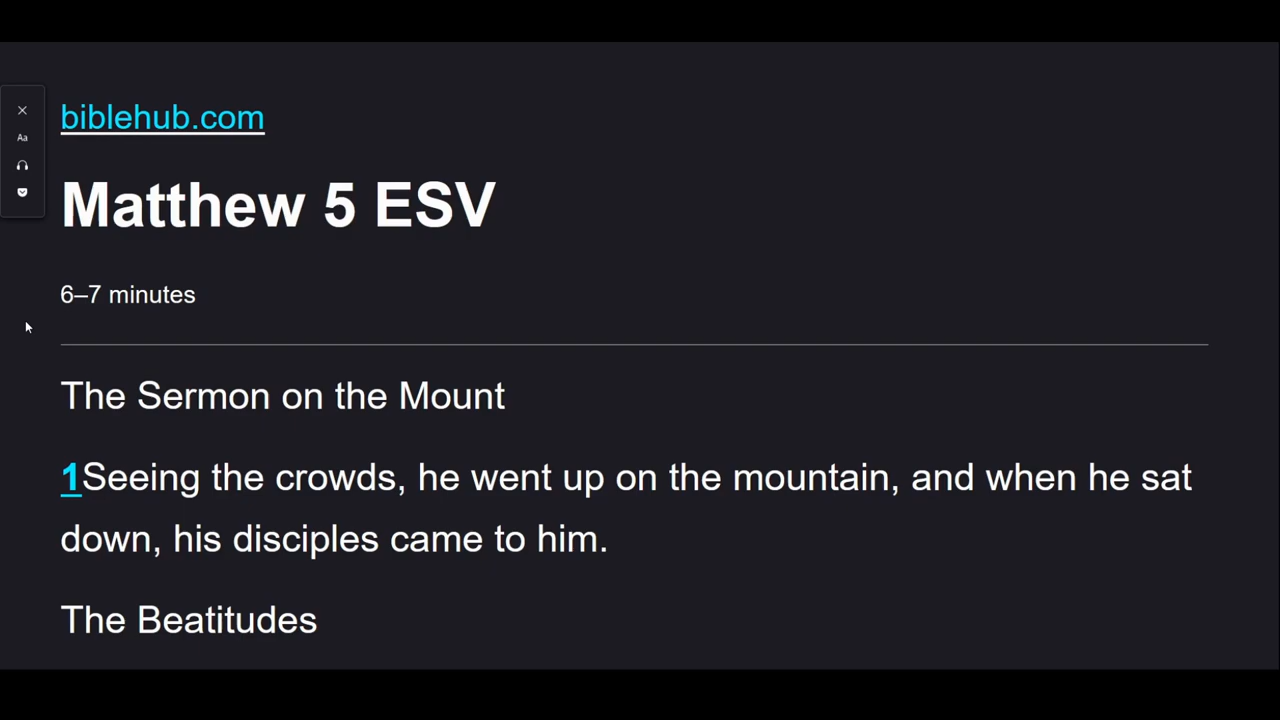 biblehub.com
Matthew 5 ESV
Aa
6–7 minutes
The Sermon on the Mount
1Seeing the crowds, he went up on the mountain, and when he sat
down, his disciples came to him.
The Beatitudes